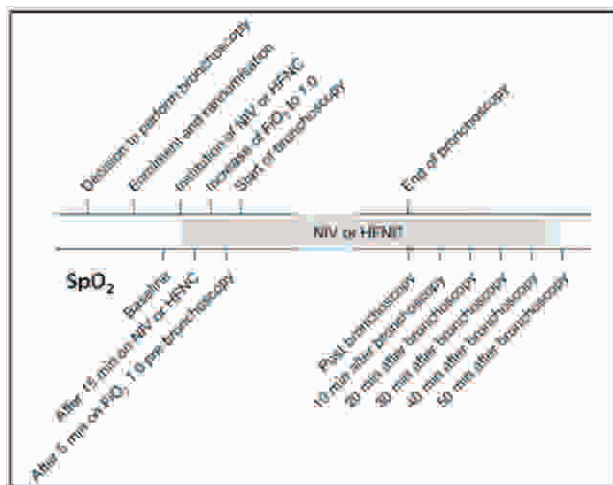 Decision to perform bronchoscopy
Enrolment and randomisation
Institution of NIV or HFNC
Increase of FiO₂ to 1.0
Start of bronchoscopy
End of bronchoscopy
NIV or
SpO₂
Baseline
After 15 min on NIV or HFNC
After 5 min on FiO₂ 1.0 pre bronchoscopy
Post bronchoscopy
10 min after bronchoscopy
20 min after bronchoscopy
30 min after bronchoscopy
40 min after bronchoscopy
min after bronchoscopy